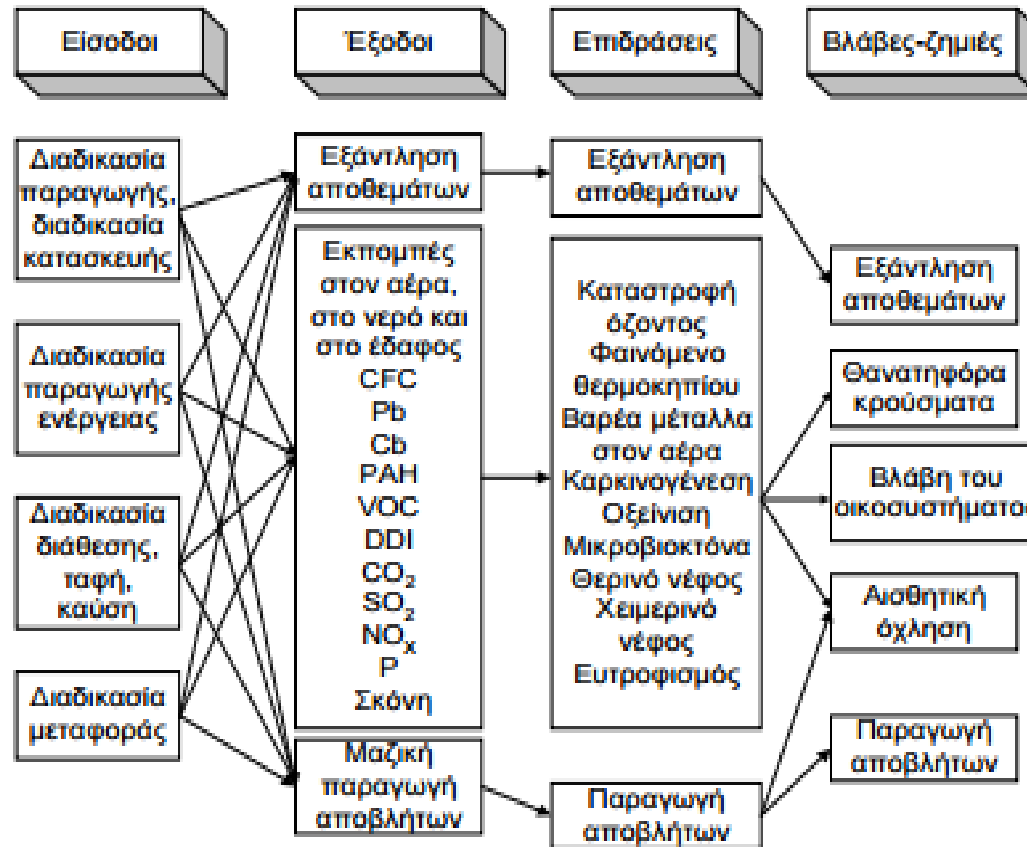 Είσοδοι
Έξοδοι
Επιδράσεις
Βλάβες-ζημιές
Διαδικασία
παραγωγής,
διαδικασία
κατασκευής
Διαδικασία
παραγωγής
ενέργειας
Διαδικασία
διάθεσης,
ταφή,
καύση
Διαδικασία
μεταφοράς
Εξάντληση
αποθεμάτων
Εκπομπές
στον αέρα,
στο νερό και
στο έδαφος
CFC
Pb
Cb
PAH
VOC
DDI
CO2
SO2
NOx
P
Σκόνη
Μαζική
παραγωγή
αποβλήτων
Εξάντληση
αποθεμάτων
Καταστροφή
όζοντος
Φαινόμενο
θερμοκηπίου
Βαρέα μέταλλα
στον αέρα
Καρκινογένεση
Οξείνιση
Μικροβιοκτόνα
Θερινό νέφος
Χειμερινό
νέφος
Ευτροφισμός
Παραγωγή
αποβλήτων
Εξάντληση
αποθεμάτων
Θανατηφόρα
κρούσματα
Βλάβη του
οικοσυστήματος
Αισθητική
όχληση
Παραγωγή
αποβλήτων